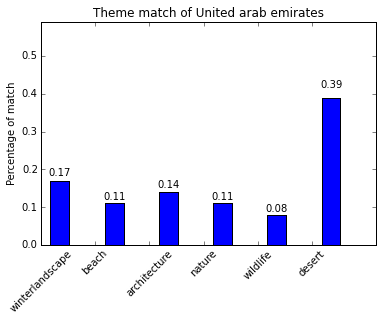 Theme match of United arab emirates
Percentage of match
0.5
0.4
0.3
0.2
0.1
0.0
0.17
0.11
0.14
0.11
0.08
0.39
winterlandscape
beach
architecture
nature
wildlife
desert